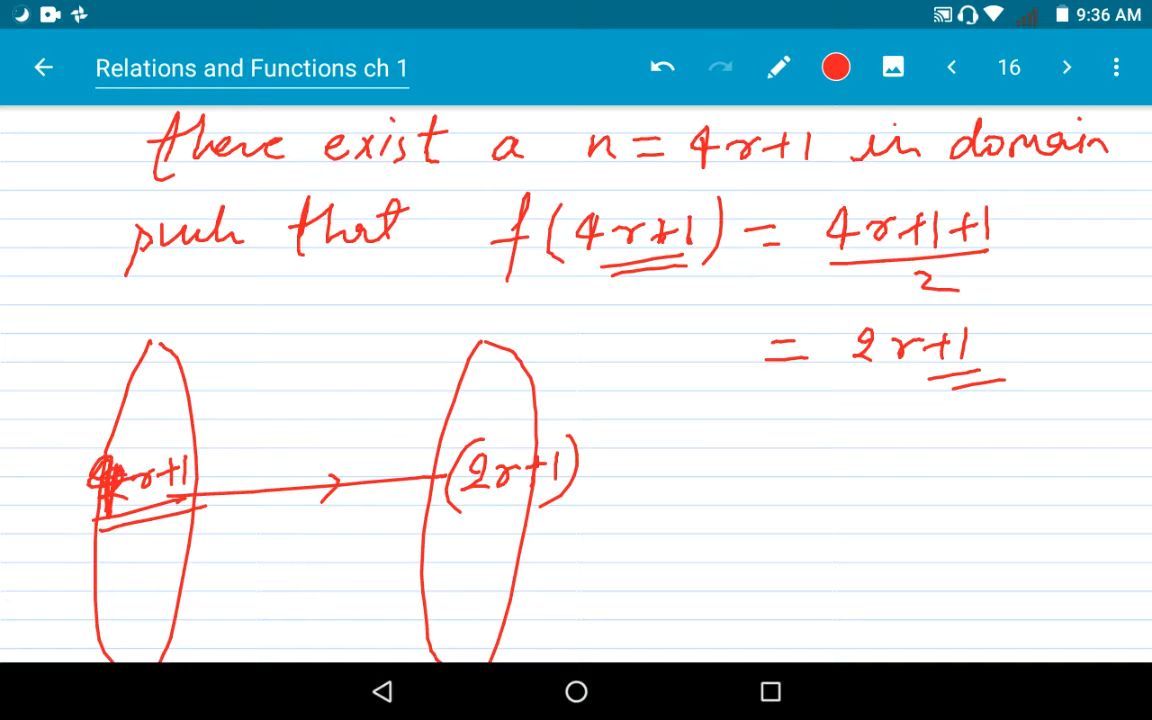 9:36 AM
Relations and Functions ch 1
16
there exist a n = 4r+1 in domain
such that f(4r+1) = 4r+1+1
2
= 2r+1
4r+1 (2r+1)